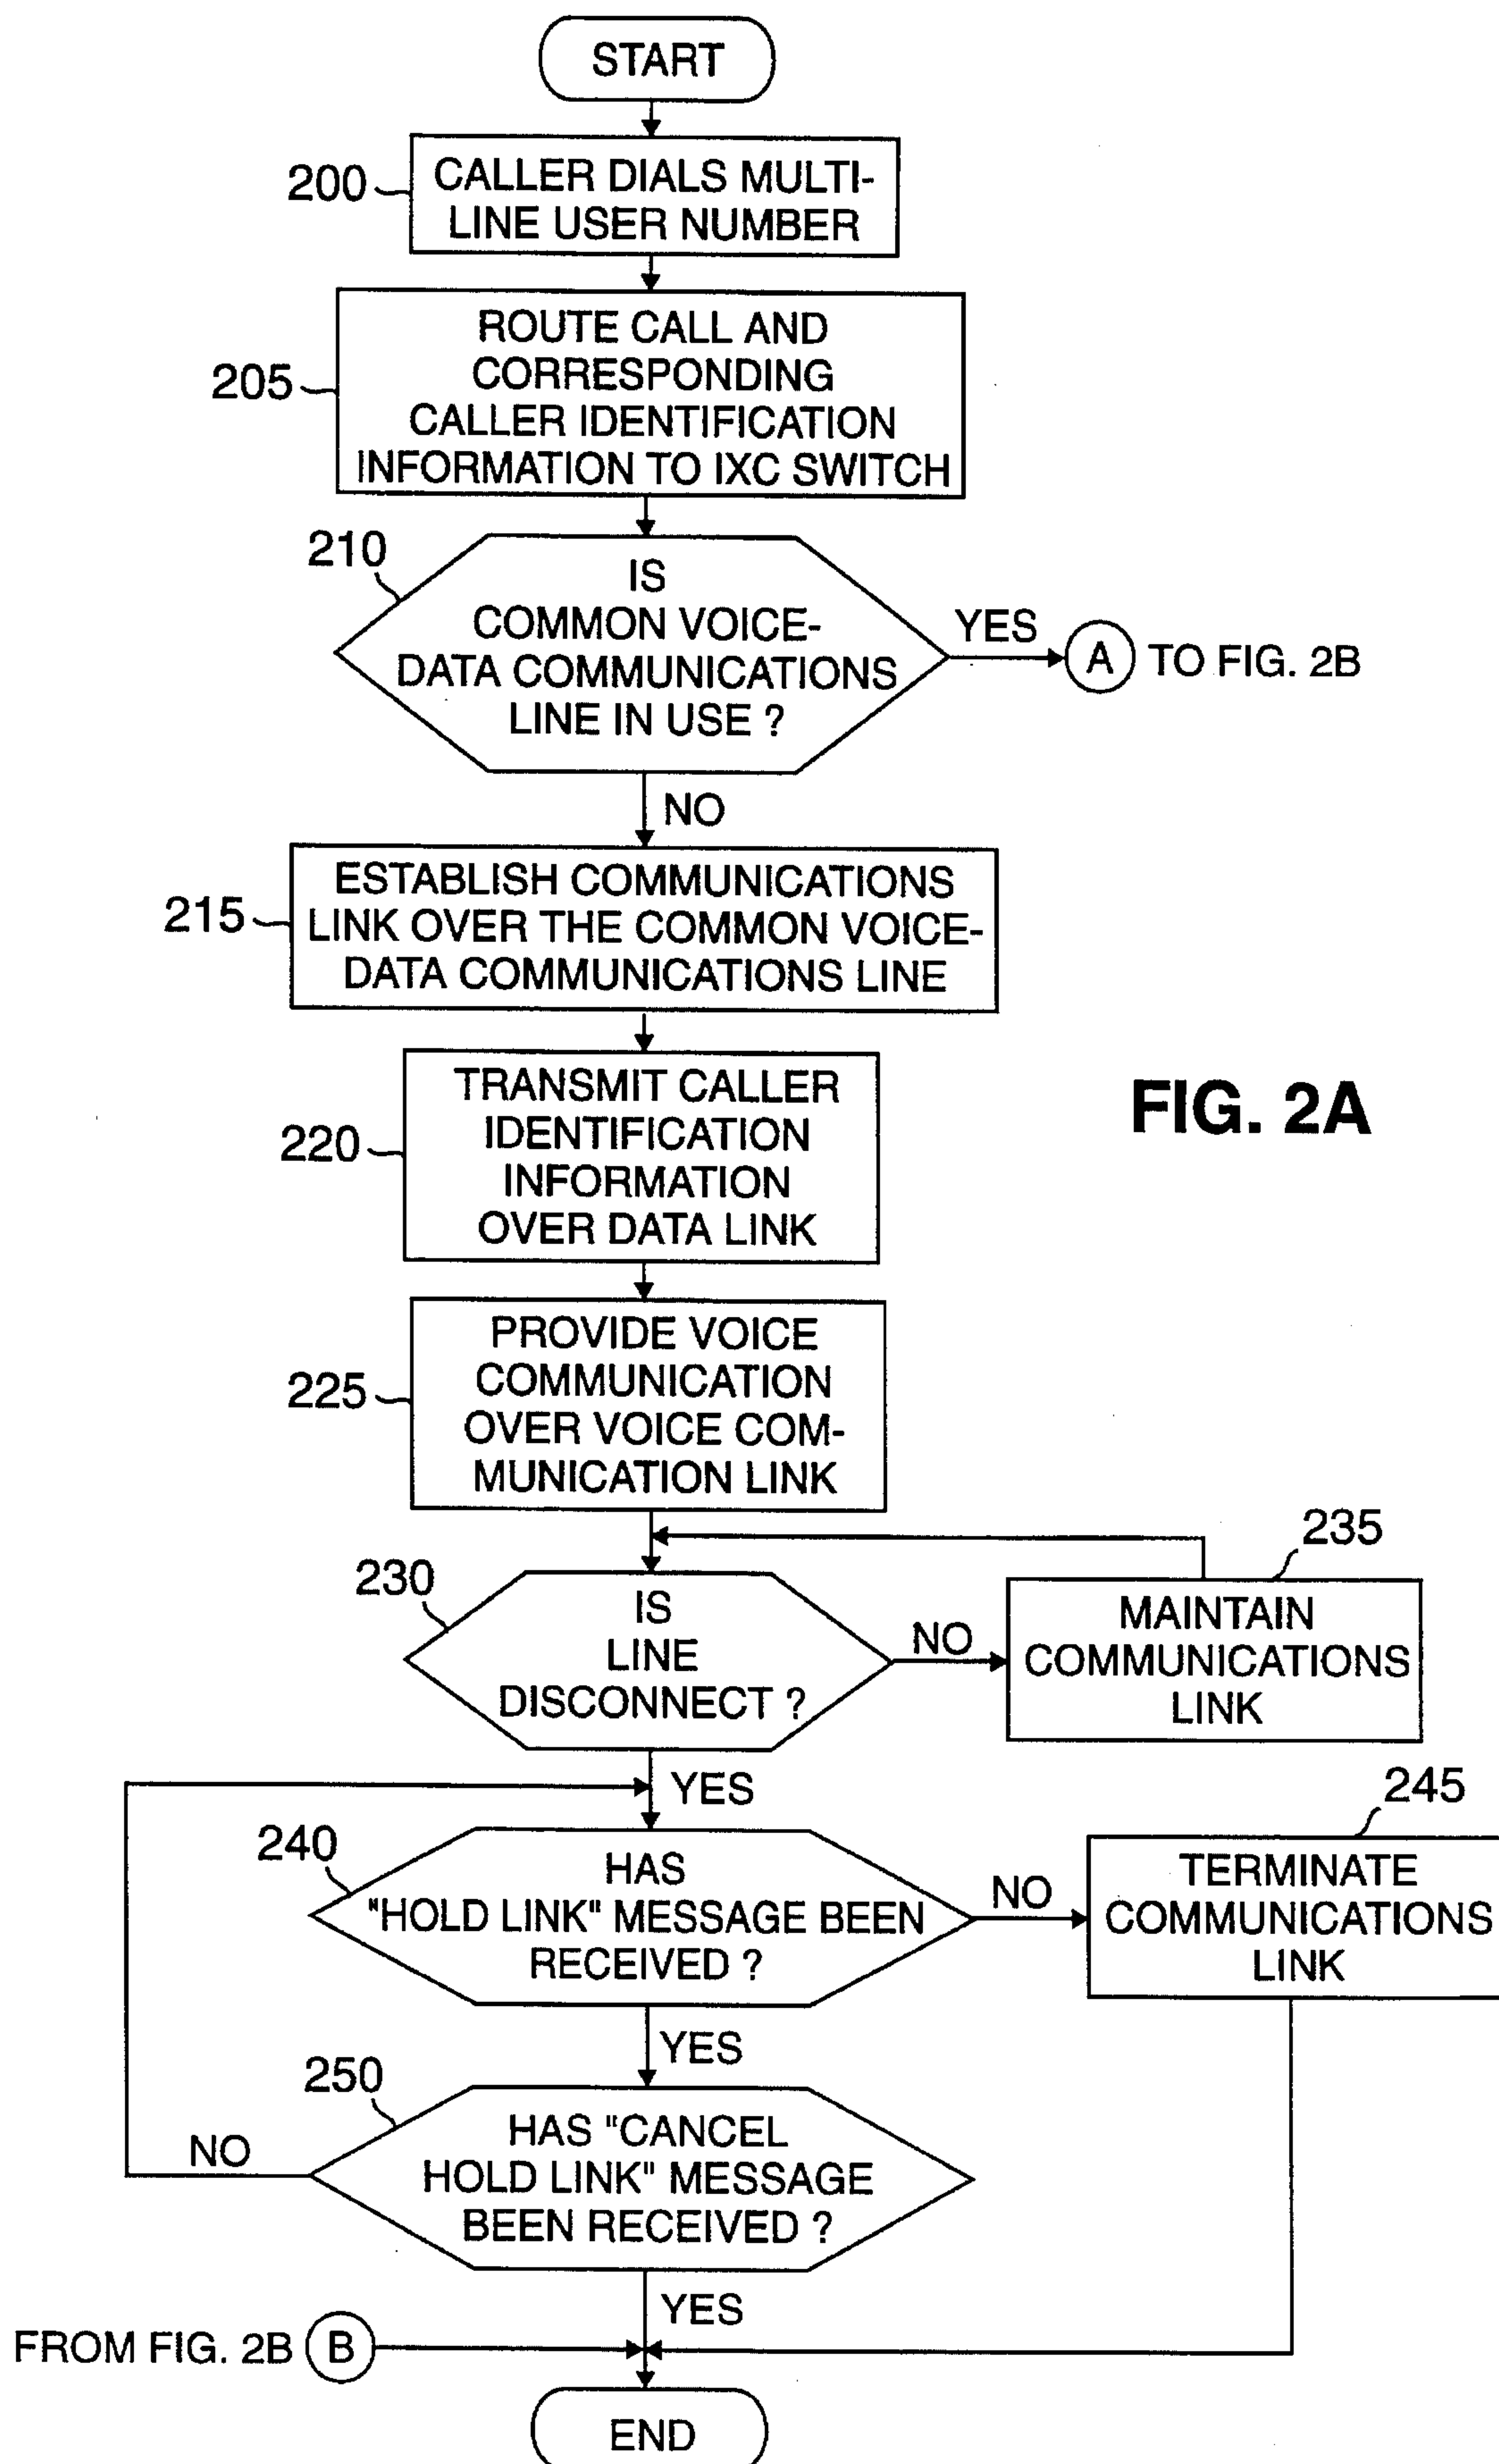 START
200
CALLER DIALS MULTI-
LINE USER NUMBER
205
ROUTE CALL AND
CORRESPONDING
CALLER IDENTIFICATION
INFORMATION TO IXC SWITCH
210
IS
COMMON VOICE-
DATA COMMUNICATIONS
LINE IN USE ?
YES
A
TO FIG. 2B
NO
215
ESTABLISH COMMUNICATIONS
LINK OVER THE COMMON VOICE-
DATA COMMUNICATIONS LINE
220
TRANSMIT CALLER
IDENTIFICATION
INFORMATION
OVER DATA LINK
FIG. 2A
225
PROVIDE VOICE
COMMUNICATION
OVER VOICE COM-
MUNICATION LINK
230
IS
LINE
DISCONNECT ?
NO
235
MAINTAIN
COMMUNICATIONS
LINK
YES
240
HAS
"HOLD LINK" MESSAGE BEEN
RECEIVED ?
NO
245
TERMINATE
COMMUNICATIONS
LINK
YES
250
HAS "CANCEL
HOLD LINK" MESSAGE
BEEN RECEIVED ?
NO
YES
FROM FIG. 2B
B
END